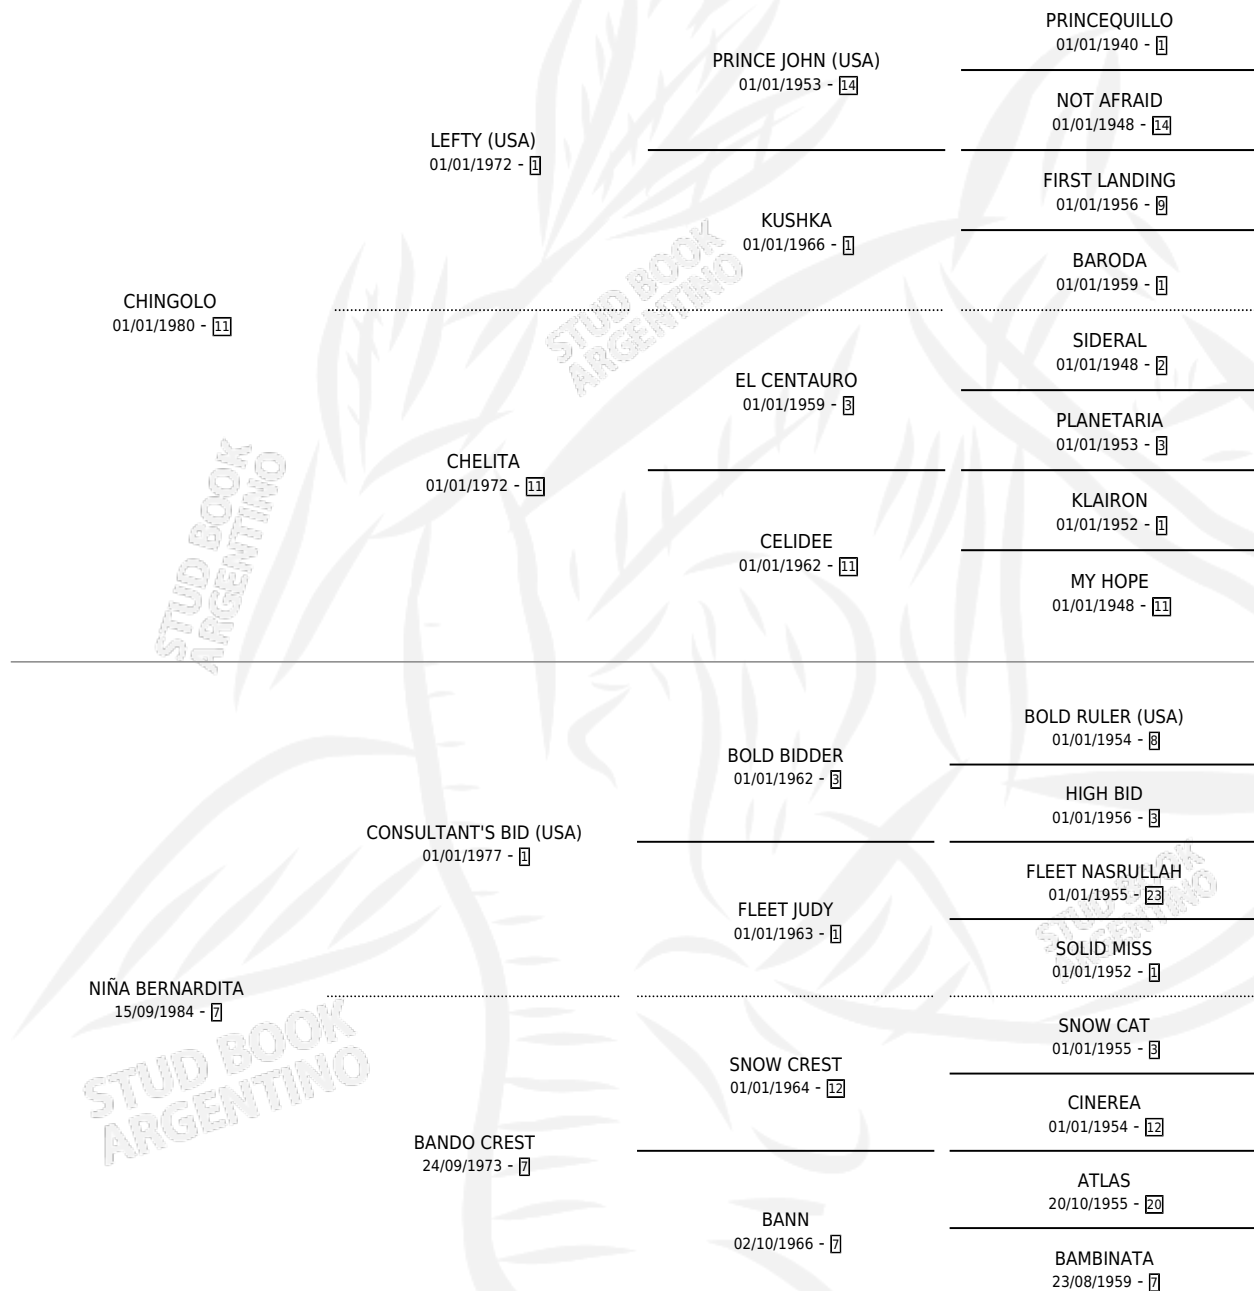 PRINCEQUILLO
01/01/1940 - 1
PRINCE JOHN (USA)
01/01/1953 - 14
NOT AFRAID
01/01/1948 - 14
LEFTY (USA)
01/01/1972 - 1
FIRST LANDING
01/01/1956 - 9
KUSHKA
01/01/1966 - 1
BARODA
01/01/1959 - 1
CHINGOLO
01/01/1980 - 11
STUD BOOK
ARGENTINO
SIDERAL
01/01/1948 - 2
EL CENTAURO
01/01/1959 - 3
PLANETARIA
01/01/1953 - 3
CHELITA
01/01/1972 - 11
KLAIRON
01/01/1952 - 1
CELIDEE
01/01/1962 - 11
MY HOPE
01/01/1948 - 11
STUD BOOK
ARGENTINO
BOLD RULER (USA)
01/01/1954 - 8
BOLD BIDDER
01/01/1962 - 3
HIGH BID
01/01/1956 - 3
CONSULTANT'S BID (USA)
01/01/1977 - 1
FLEET NASRULLAH
01/01/1955 - 23
FLEET JUDY
01/01/1963 - 1
STUD BOOK
ARGENTINO
SOLID MISS
01/01/1952 - 1
NIÑA BERNARDITA
15/09/1984 - 7
SNOW CAT
01/01/1955 - 3
SNOW CREST
01/01/1964 - 12
STUD BOOK
ARGENTINO
CINEREA
01/01/1954 - 12
BANDO CREST
24/09/1973 - 7
ATLAS
20/10/1955 - 20
BANN
02/10/1966 - 7
BAMBINATA
23/08/1959 - 7